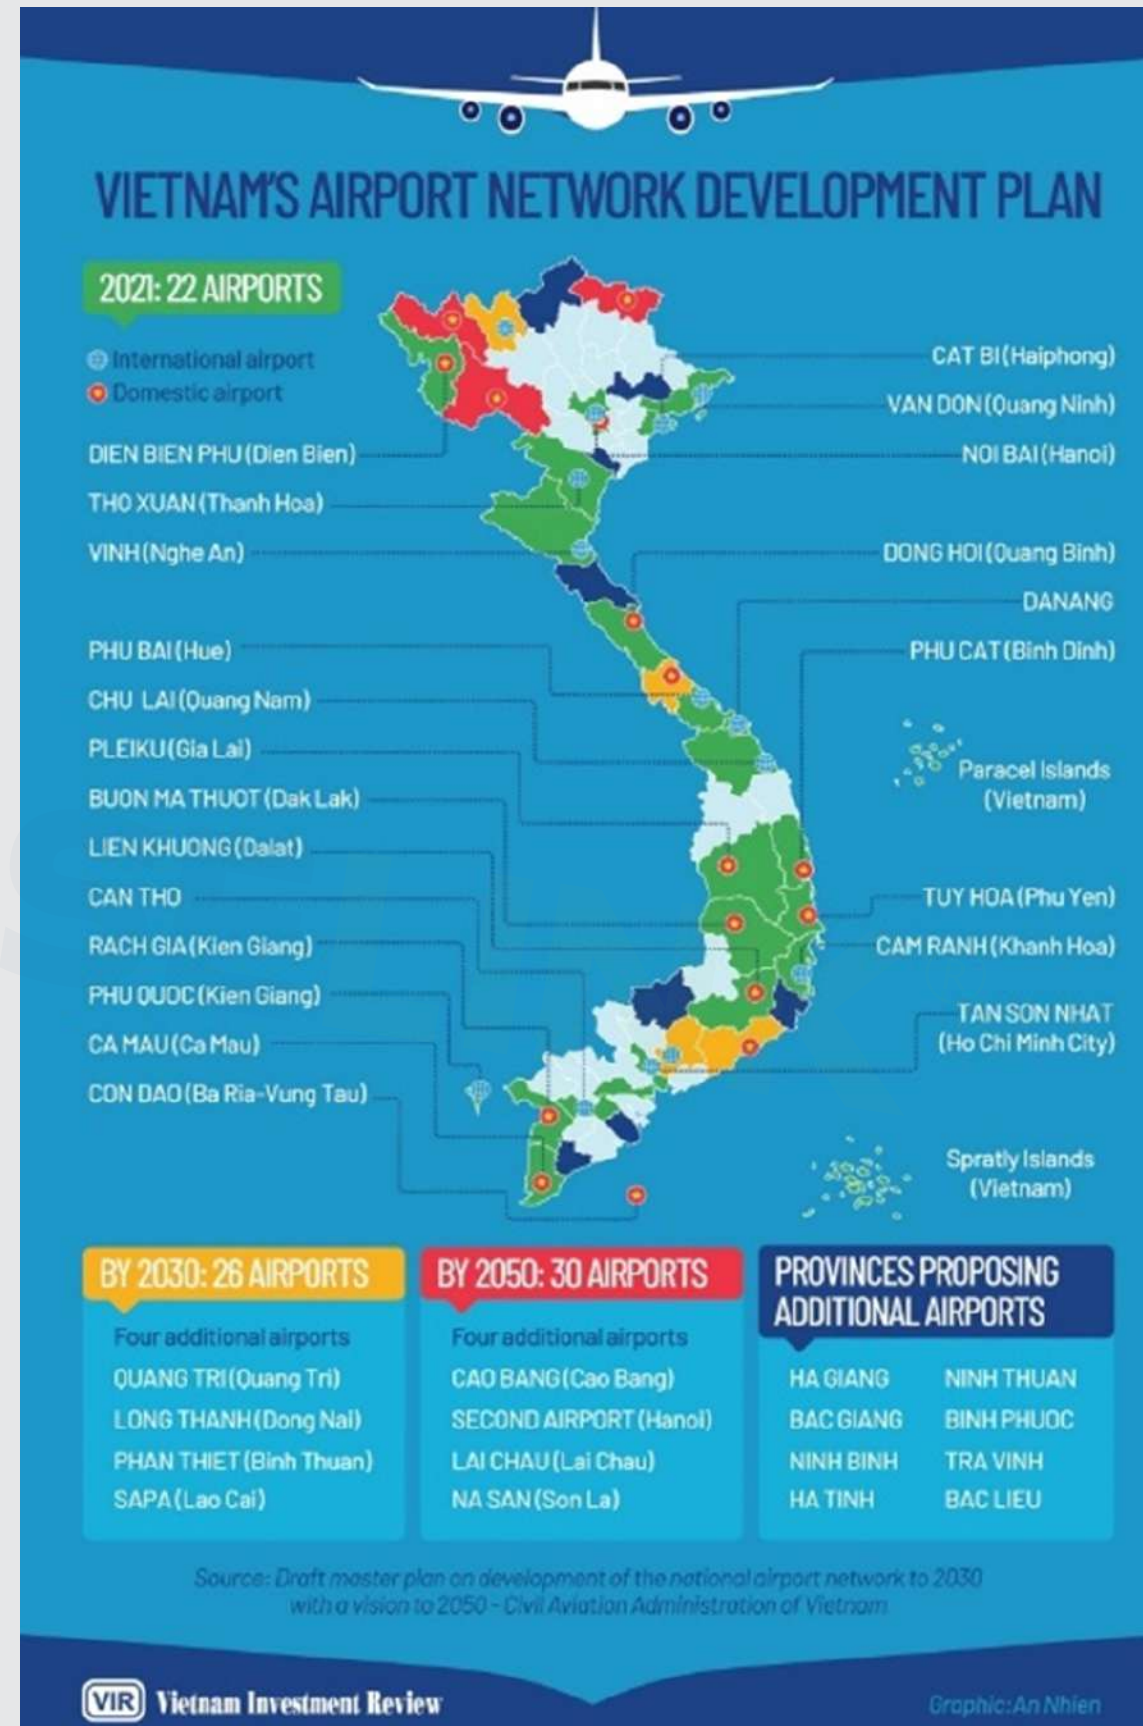 VIETNAM'S AIRPORT NETWORK DEVELOPMENT PLAN
2021: 22 AIRPORTS
International airport
Domestic airport
DIEN BIEN PHU (Dien Bien)
THO XUAN (Thanh Hoa)
VINH (Nghe An)
PHU BAI (Hue)
CHU LAI (Quang Nam)
PLEIKU (Gia Lai)
BUON MA THUOT (Dak Lak)
LIEN KHUONG (Dalat)
CAN THO
RACH GIA (Kien Giang)
PHU QUOC (Kien Giang)
CA MAU (Ca Mau)
CON DAO (Ba Ria-Vung Tau)
CAT BI (Haiphong)
VAN DON (Quang Ninh)
NOI BAI (Hanoi)
DONG HOI (Quang Binh)
DANANG
PHU CAT (Binh Dinh)
Paracel Islands
(Vietnam)
TUY HOA (Phu Yen)
CAM RANH (Khanh Hoa)
TAN SON NHAT
(Ho Chi Minh City)
Spratly Islands
(Vietnam)
BY 2030: 26 AIRPORTS
Four additional airports
QUANG TRI (Quang Tri)
LONG THANH (Dong Nai)
PHAN THIET (Binh Thuan)
SAPA (Lao Cai)
BY 2050: 30 AIRPORTS
Four additional airports
CAO BANG (Cao Bang)
SECOND AIRPORT (Hanoi)
LAI CHAU (Lai Chau)
NA SAN (Son La)
PROVINCES PROPOSING
ADDITIONAL AIRPORTS
HA GIANG
BAC GIANG
NINH BINH
HA TINH
NINH THUAN
BINH PHUOC
TRA VINH
BAC LIEU
Source: Draft master plan on development of the national airport network to 2030
with a vision to 2050 - Civil Aviation Administration of Vietnam
VIR Vietnam Investment Review
Graphic: An Nhien